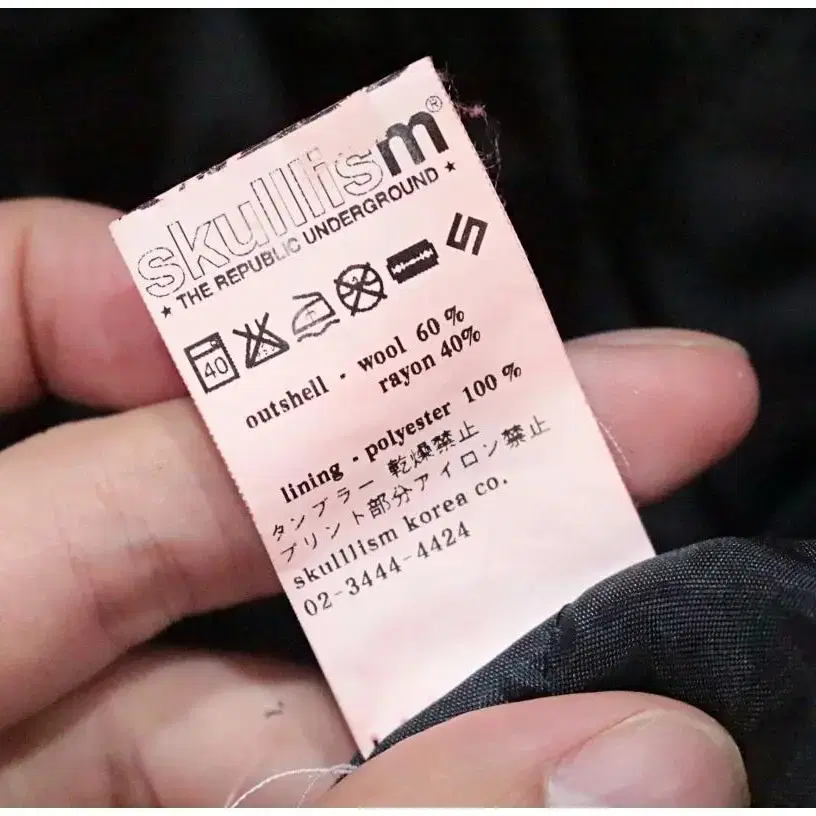 skulllism®
★ THE REPUBLIC UNDERGROUND ★
40
outshell・wool 60 %
rayon 40%
lining・polyester 100 %
タンブラー 乾燥禁止
プリント部分アイロン禁止
skulllism korea co.
02-3444-4424